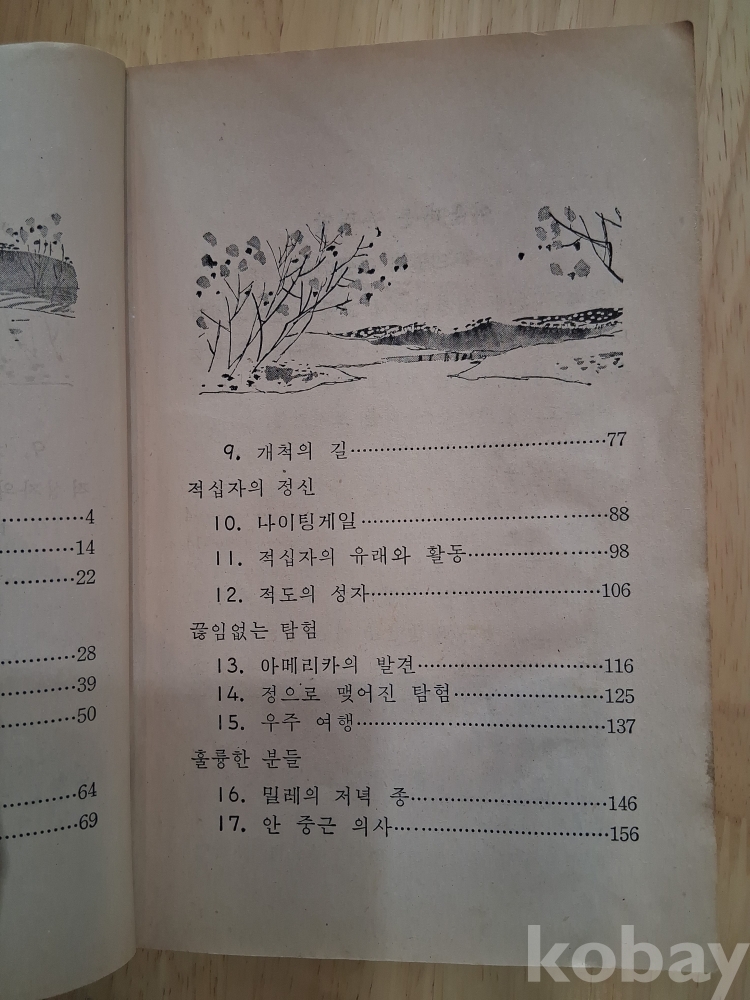 4
14
22
28
39
50
64
69
9. 개척의 길 77
적십자의 정신
10. 나이팅게일 88
11. 적십자의 유래와 활동 98
12. 적도의 성자 106
끊임없는 탐험
13. 아메리카의 발견 116
14. 정으로 맺어진 탐험 125
15. 우주 여행 137
훌륭한 분들
16. 밀레의 저녁 종 146
17. 안 중근 의사 156
kobay